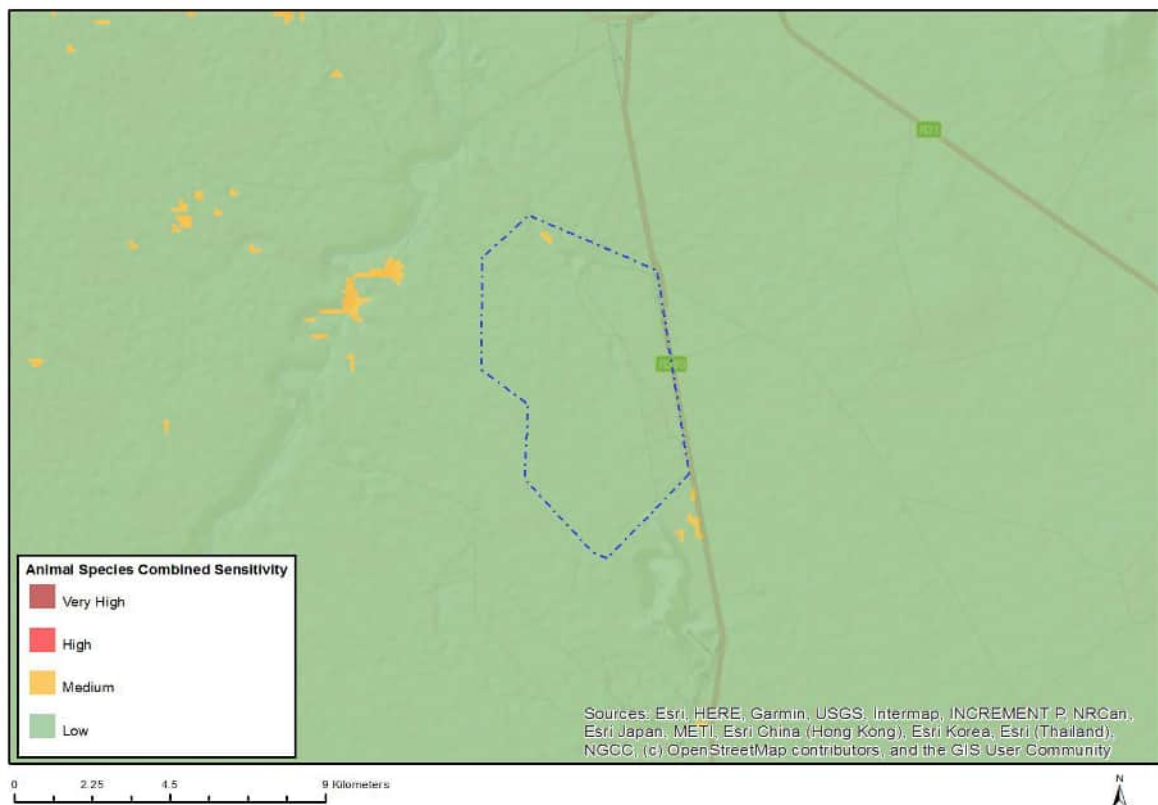 Animal Species Combined Sensitivity
Very High
High
Medium
Low
Sources: Esri, HERE, Garmin, USGS, Intermap, INCREMENT P, NRCan,
Esri Japan, METI, Esri China (Hong Kong), Esri Korea, Esri (Thailand),
NGCC, (c) OpenStreetMap contributors, and the GIS User Community
0 2.25 4.5 9 Kilometers
N